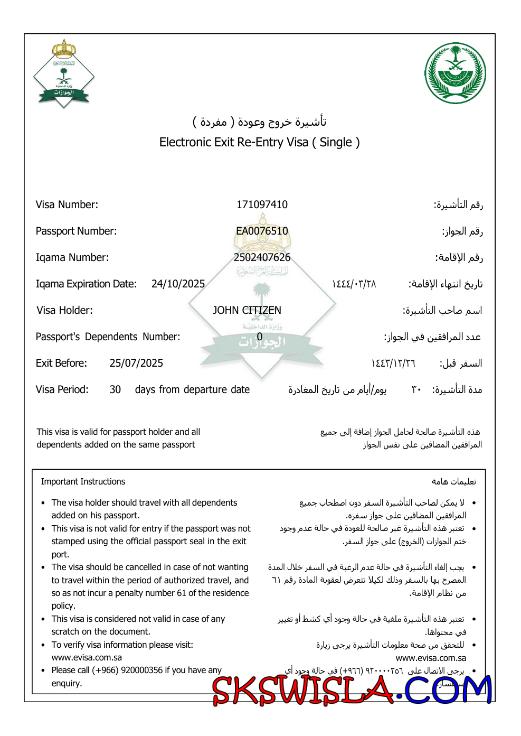 تأشيرة خروج وعودة ( مفردة )
Electronic Exit Re-Entry Visa ( Single )
Visa Number: 171097410 رقم التأشيرة:
Passport Number: EA0076510 رقم الجواز:
Iqama Number: 2502407626 رقم الإقامة:
Iqama Expiration Date: 24/10/2025 ١٤٤٤/٠٣/٢٨ تاريخ انتهاء الإقامة:
Visa Holder: JOHN CITIZEN اسم صاحب التأشيرة:
وزارة الداخلية
Passport's Dependents Number: 0 عدد المرافقين في الجواز:
الجوازات
Exit Before: 25/07/2025 ١٤٤٣/١٢/٢٦ السفر قبل:
Visa Period: 30 days from departure date يوم/أيام من تاريخ المغادرة ٣٠ مدة التأشيرة:
This visa is valid for passport holder and all
dependents added on the same passport
هذه التأشيرة صالحة لحامل الجواز إضافة إلى جميع
المرافقين المضافين على نفس الجواز
Important Instructions
• The visa holder should travel with all dependents
added on his passport.
• This visa is not valid for entry if the passport was not
stamped using the official passport seal in the exit
port.
• The visa should be cancelled in case of not wanting
to travel within the period of authorized travel, and
so as not incur a penalty number 61 of the residence
policy.
• This visa is considered not valid in case of any
scratch on the document.
• To verify visa information please visit:
www.evisa.com.sa
• Please call (+966) 920000356 if you have any
enquiry.
تعليمات هامة
• لا يمكن لصاحب التأشيرة السفر دون اصطحاب جميع
المرافقين المضافين على جواز سفره.
• تعتبر هذه التأشيرة غير صالحة للعودة في حالة عدم وجود
ختم الجوازات (الخروج) على جواز السفر.
• يجب إلغاء التأشيرة في حالة عدم الرغبة في السفر خلال المدة
المصرح بها بالسفر وذلك لكيلا تتعرض لعقوبة المادة رقم ٦١
من نظام الإقامة.
• تعتبر هذه التأشيرة ملغية في حالة وجود أي كشط أو تغيير
في محتواها.
• للتحقق من صحة معلومات التأشيرة يرجى زيارة
www.evisa.com.sa
• يرجى الاتصال على ٩٢٠٠٠٠٣٥٦ (٩٦٦+) في حالة وجود أي
SKSWISLA.COM